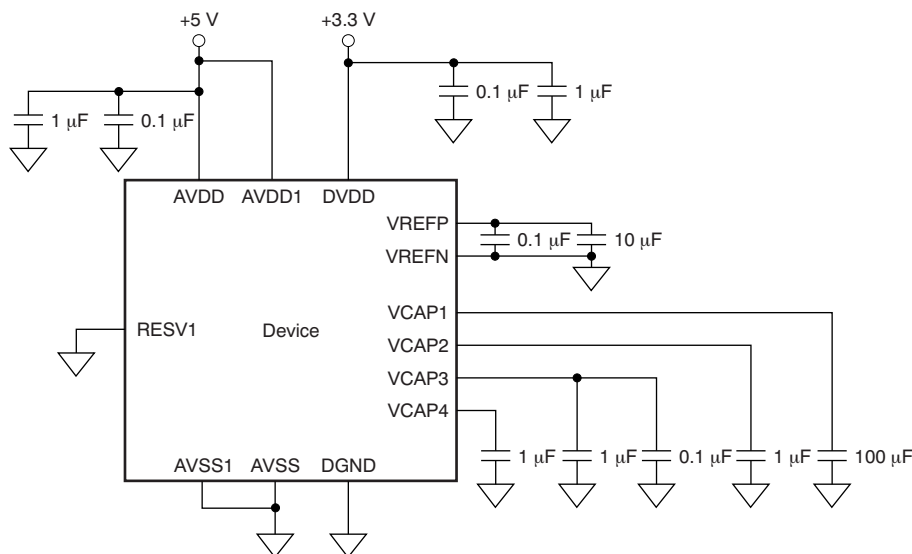 +5 V
+3.3 V
1 μF
0.1 μF
0.1 μF
1 μF
AVDD
AVDD1
DVDD
VREFP
0.1 μF
10 μF
VREFN
VCAP1
RESV1
Device
VCAP2
VCAP3
VCAP4
AVSS1
AVSS
DGND
1 μF
1 μF
0.1 μF
1 μF
100 μF